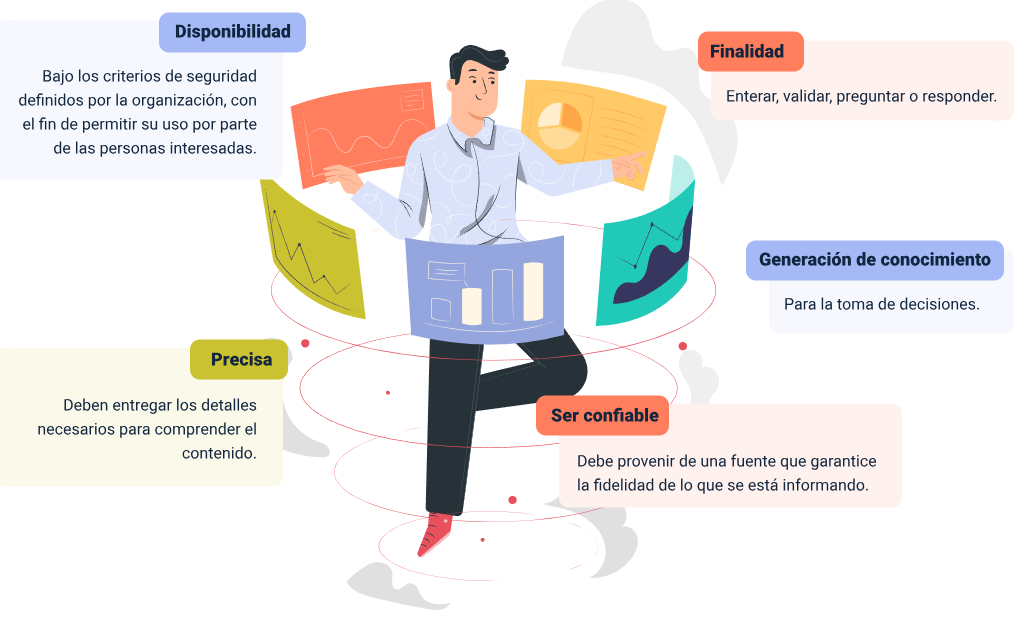 Disponibilidad
Bajo los criterios de seguridad
definidos por la organización, con
el fin de permitir su uso por parte
de las personas interesadas.
Finalidad
Enterar, validar, preguntar o responder.
Generación de conocimiento
Para la toma de decisiones.
Precisa
Deben entregar los detalles
necesarios para comprender el
contenido.
Ser confiable
Debe provenir de una fuente que garantice
la fidelidad de lo que se está informando.